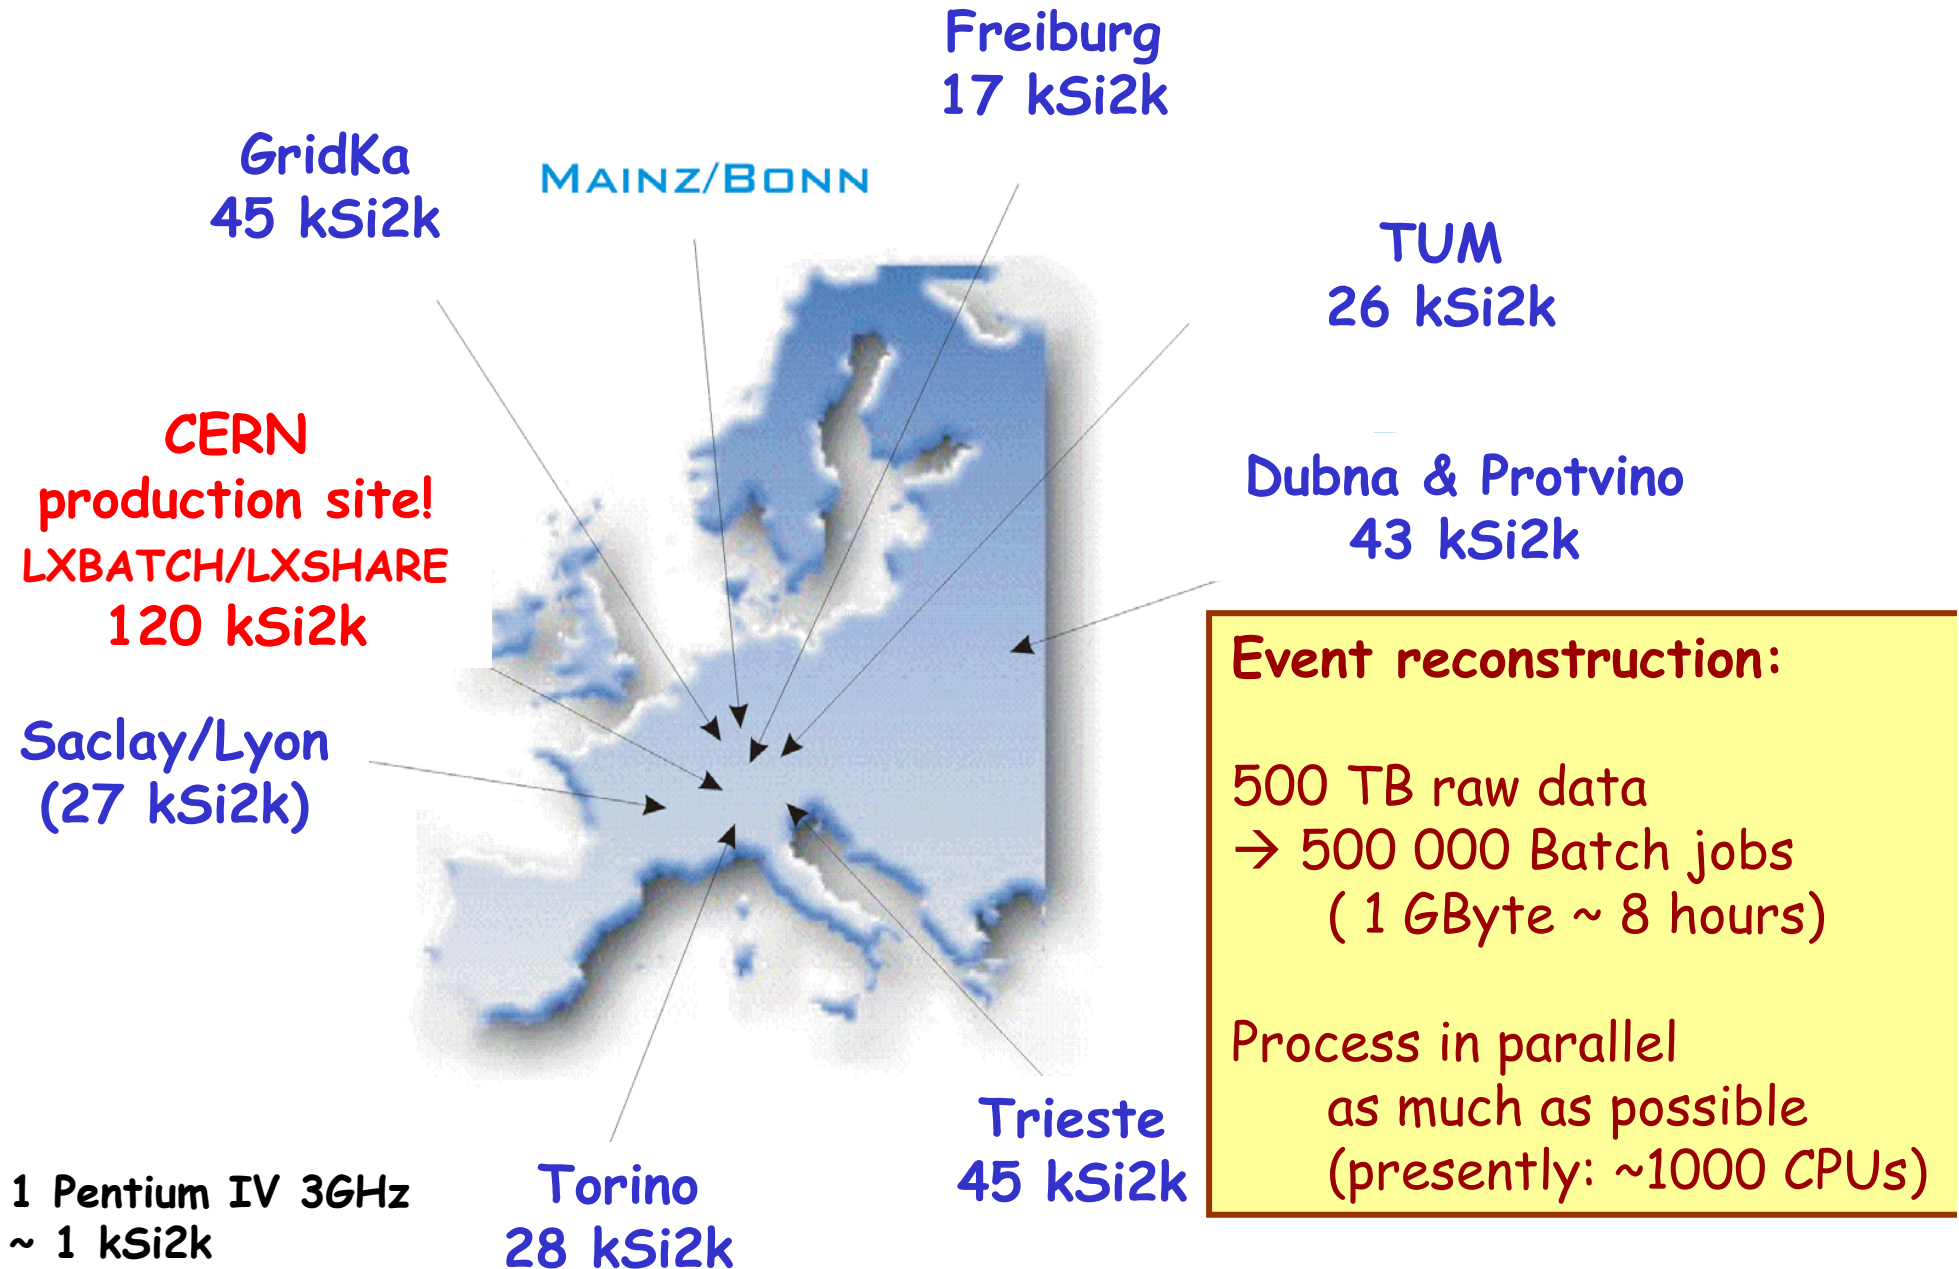 Freiburg
17 kSi2k
GridKa
45 kSi2k
MAINZ/BONN
TUM
26 kSi2k
CERN
production site!
LXBATCH/LXSHARE
120 kSi2k
Dubna & Protvino
43 kSi2k
Saclay/Lyon
(27 kSi2k)
Event reconstruction:
500 TB raw data
→ 500 000 Batch jobs
( 1 GByte ~ 8 hours)
Process in parallel
as much as possible
(presently: ~1000 CPUs)
Trieste
45 kSi2k
Torino
28 kSi2k
1 Pentium IV 3GHz
~ 1 kSi2k